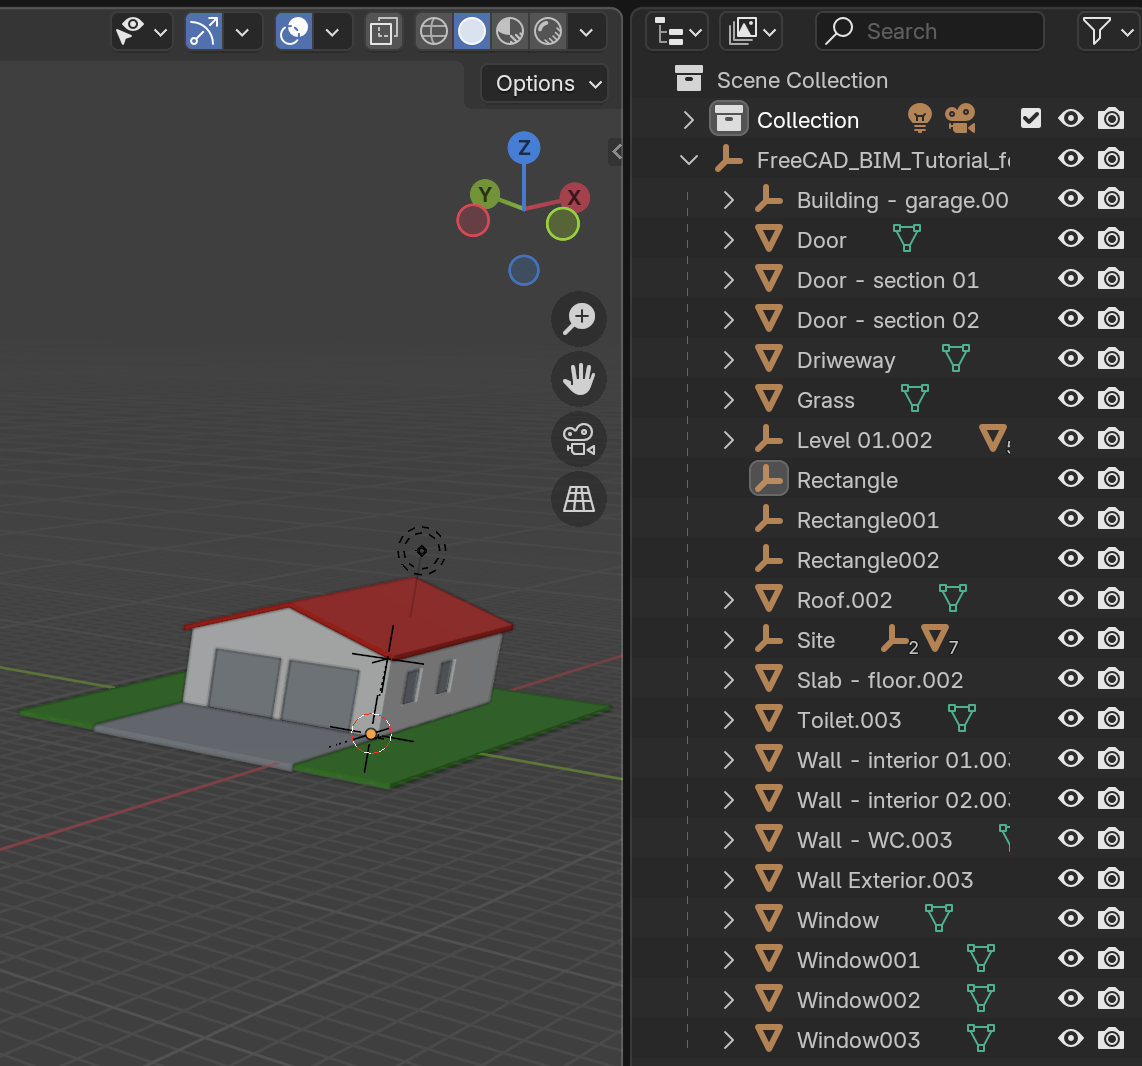 Search
Options
Z
Y
X
Scene Collection
Collection
FreeCAD_BIM_Tutorial_f
Building - garage.00
Door
Door - section 01
Door - section 02
Driweway
Grass
Level 01.002
Rectangle
Rectangle001
Rectangle002
Roof.002
Site 2 7
Slab - floor.002
Toilet.003
Wall - interior 01.00
Wall - interior 02.00
Wall - WC.003
Wall Exterior.003
Window
Window001
Window002
Window003